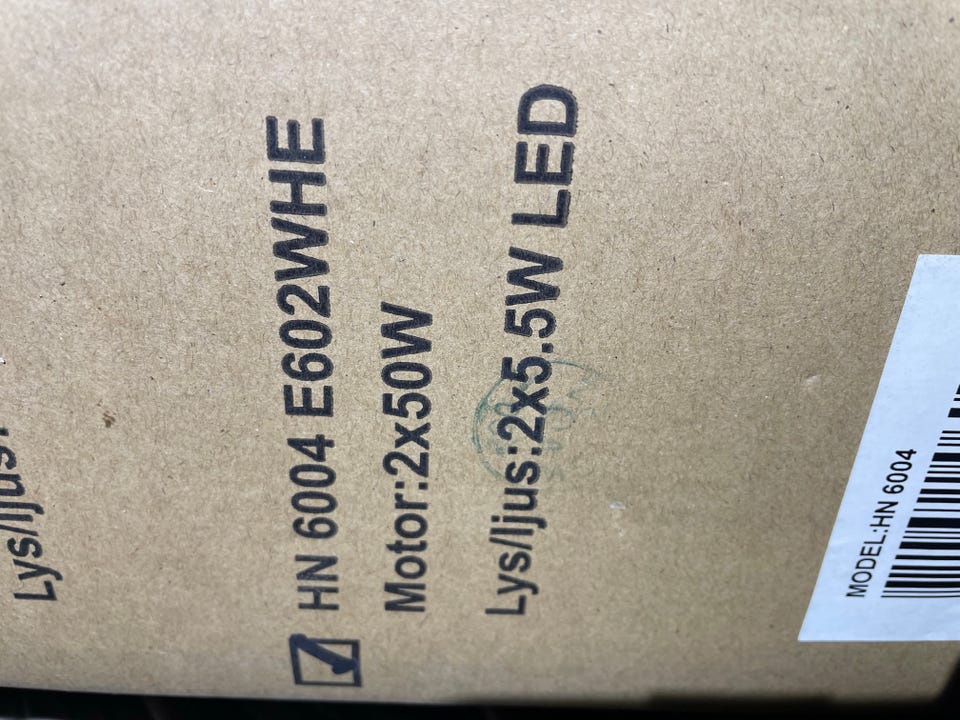 Lys/ljus:
HN 6004 E602WHE
Motor:2x50W
Lys/ljus:2x5.5W LED
MODEL:HN 6004